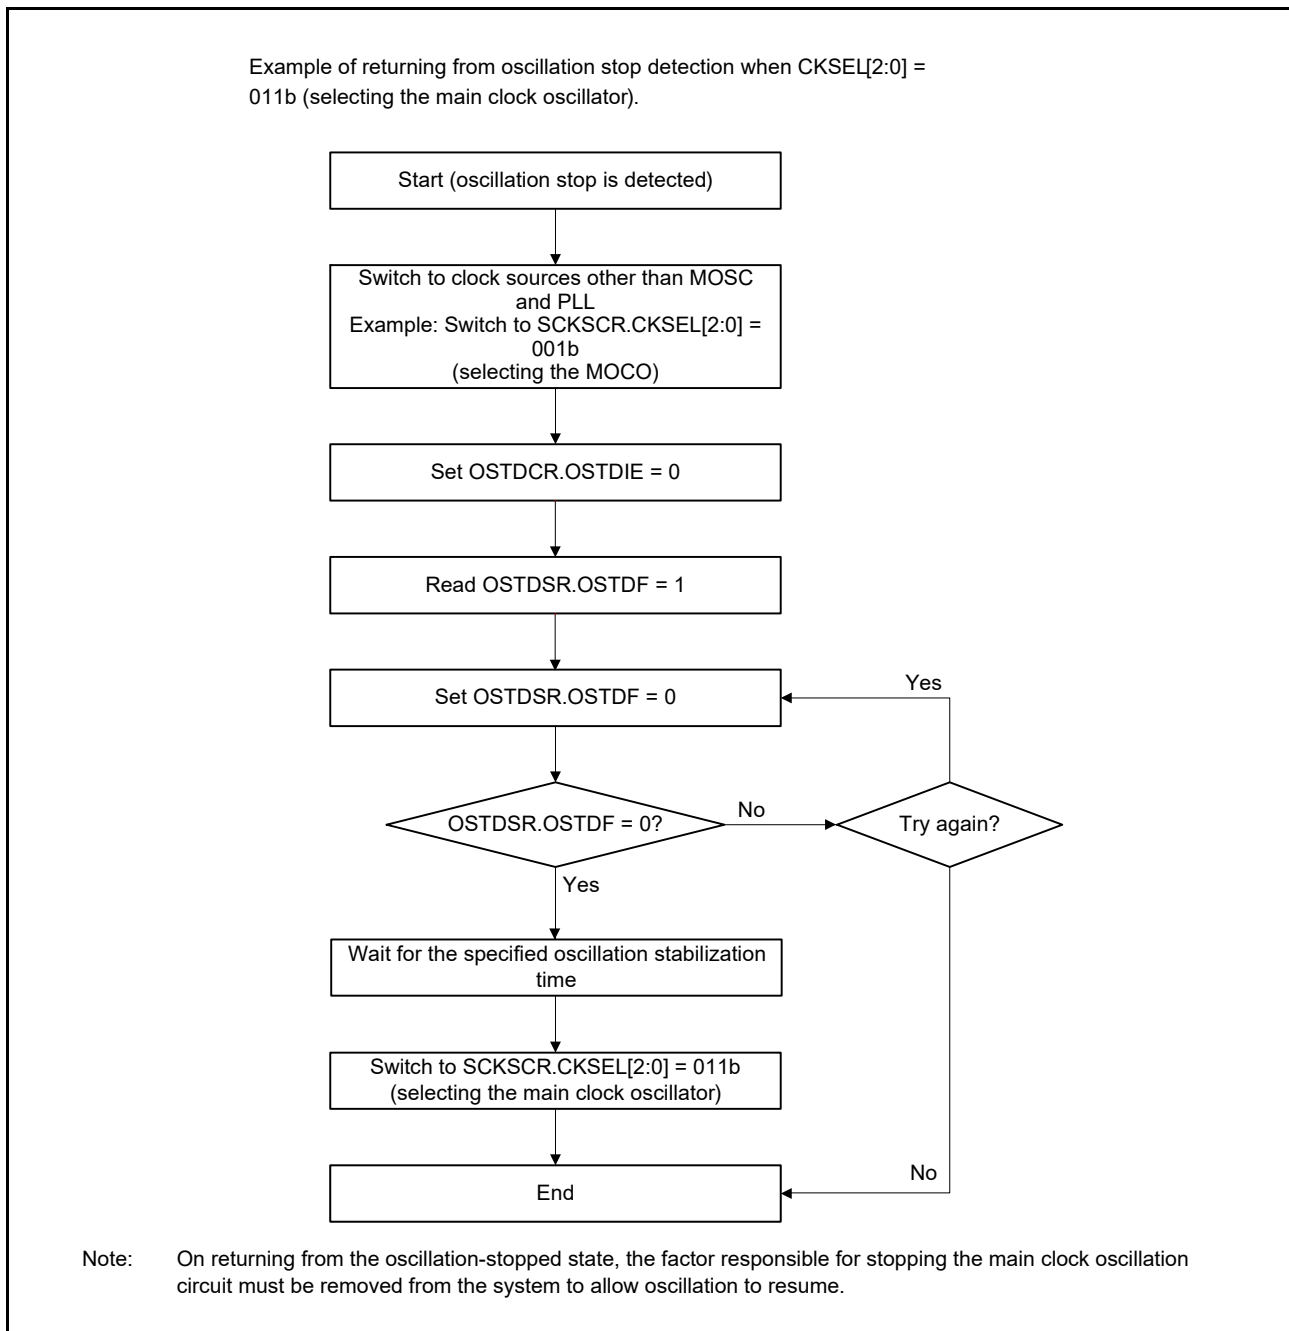 Example of returning from oscillation stop detection when CKSEL[2:0] =
011b (selecting the main clock oscillator).
Start (oscillation stop is detected)
Switch to clock sources other than MOSC
and PLL
Example: Switch to SCKSCR.CKSEL[2:0] =
001b
(selecting the MOCO)
Set OSTDCR.OSTDIE = 0
Read OSTDSR.OSTDF = 1
Set OSTDSR.OSTDF = 0
Yes
OSTDSR.OSTDF = 0?
No
Try again?
Yes
Wait for the specified oscillation stabilization
time
Switch to SCKSCR.CKSEL[2:0] = 011b
(selecting the main clock oscillator)
No
End
Note: On returning from the oscillation-stopped state, the factor responsible for stopping the main clock oscillation
circuit must be removed from the system to allow oscillation to resume.